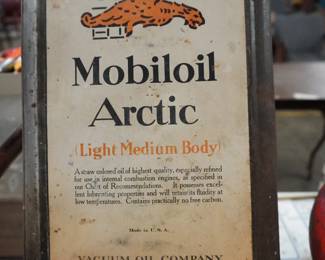 Mobiloil
Arctic
(Light Medium Body)
A straw colored oil of highest quality, especially refined
for use in internal combustion engines, as specified in
our Chart of Recommendations. It possesses excel-
lent lubricating properties and will retain its fluidity at
low temperatures. Contains practically no free carbon.
Made in U.S.A.
VACUUM OIL COMPANY